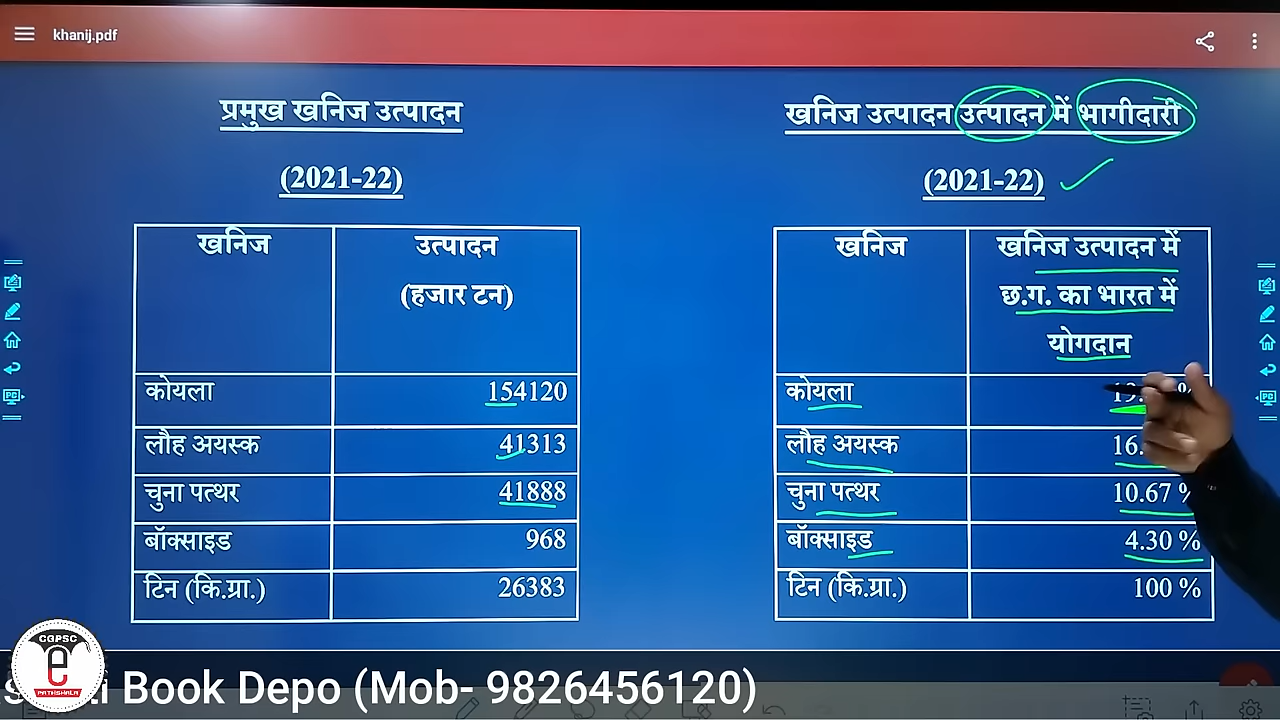 khanij.pdf
प्रमुख खनिज उत्पादन
(2021-22)
खनिज उत्पादन
(हजार टन)
कोयला 154120
लौह अयस्क 41313
चुना पत्थर 41888
बॉक्साइड 968
टिन (कि.ग्रा.) 26383
खनिज उत्पादन उत्पादन में भागीदारी
(2021-22)
खनिज खनिज उत्पादन में
छ.ग. का भारत में
योगदान
कोयला %
लौह अयस्क 16.
चुना पत्थर 10.67 %
बॉक्साइड 4.30 %
टिन (कि.ग्रा.) 100 %
CGPSC
e
PATHSHALA
Book Depo (Mob- 9826456120)